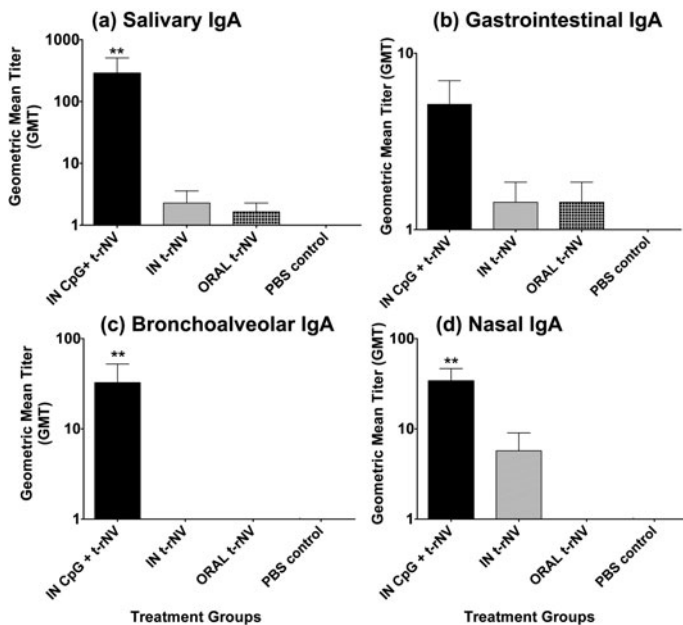 (a) Salivary IgA
Geometric Mean Titer
(GMT)
1000
100
10
1
**
IN CpG+ t-rNV
IN t-rNV
ORAL t-rNV
PBS control
(b) Gastrointestinal IgA
Geometric Mean Titer (GMT)
10
1
IN CpG + t-rNV
IN t-rNV
ORAL t-rNV
PBS control
(c) Bronchoalveolar IgA
Geometric Mean Titer
(GMT)
100
10
1
**
IN CpG + t-rNV
IN t-rNV
ORAL t-rNV
PBS control
Treatment Groups
(d) Nasal IgA
Geometric Mean Titer (GMT)
100
10
1
**
IN CpG + t-rNV
IN t-rNV
ORAL t-rNV
PBS control
Treatment Groups